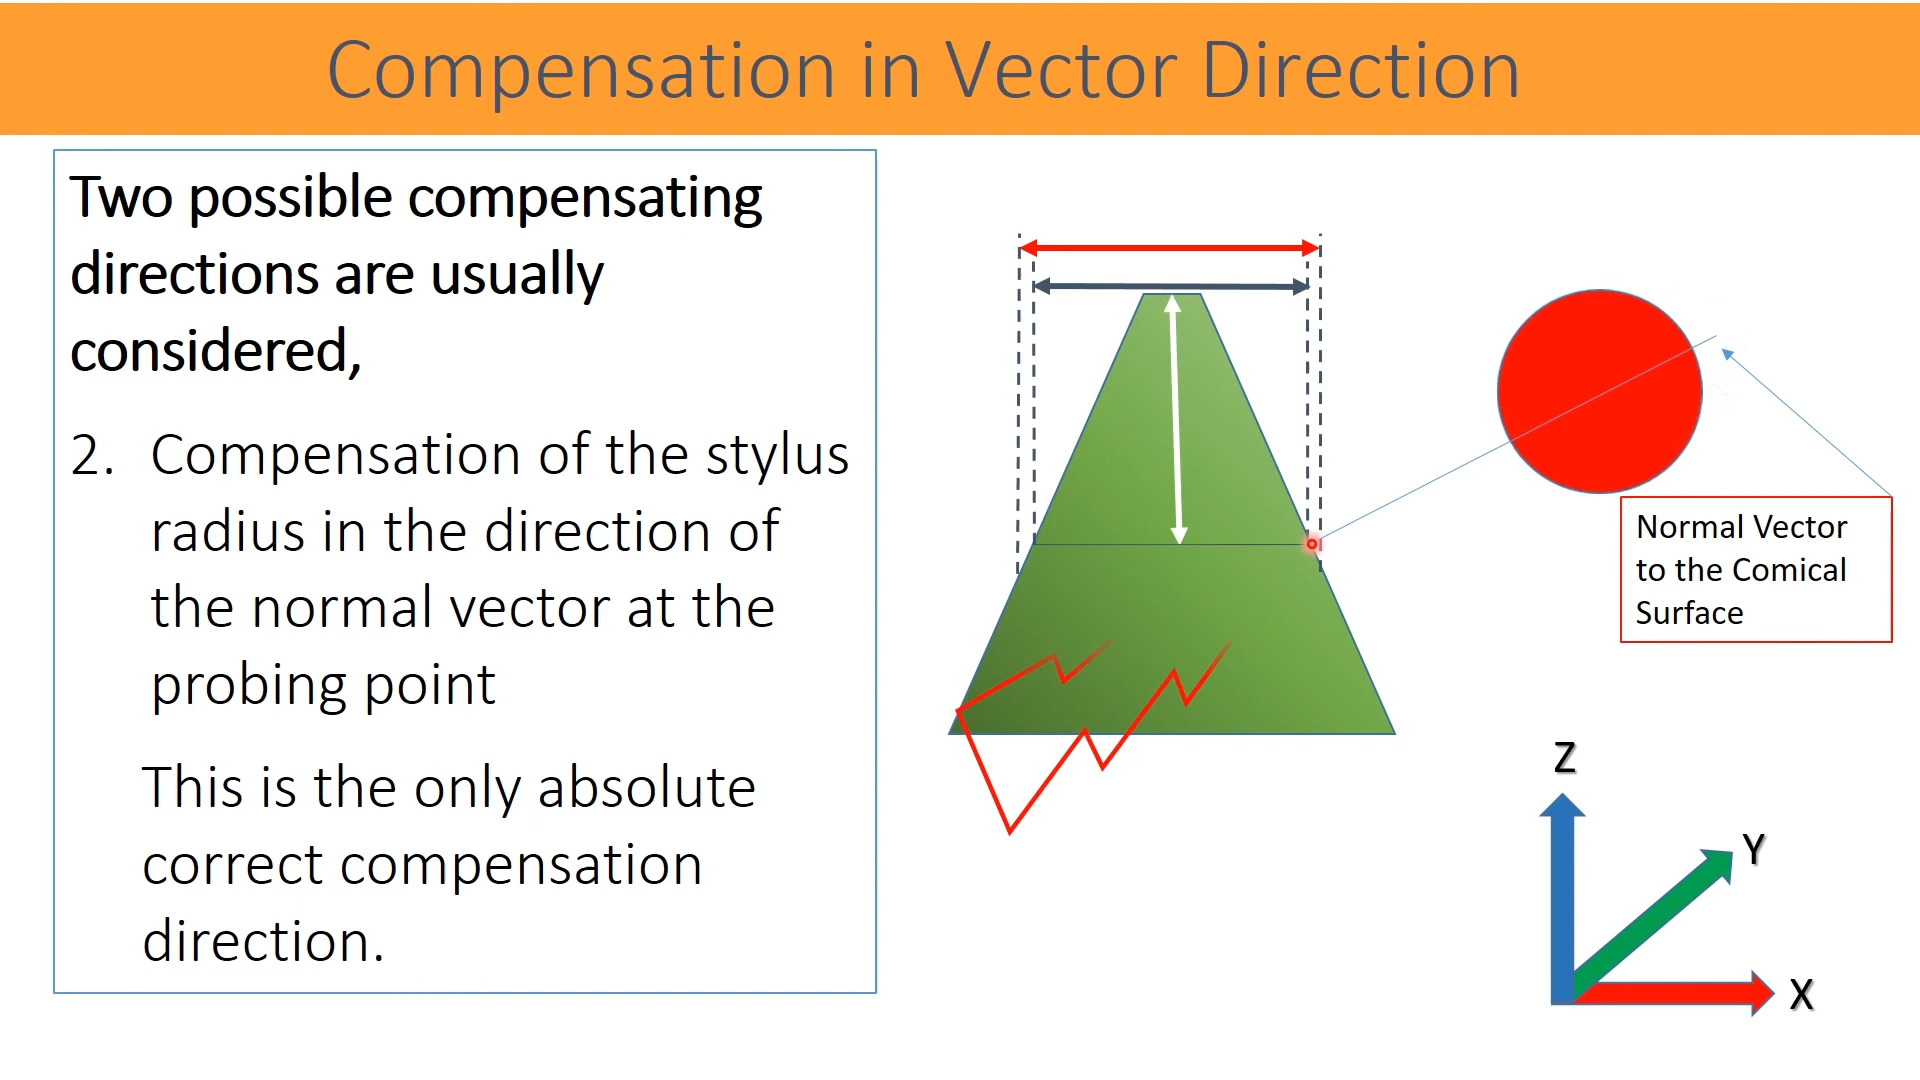 Compensation in Vector Direction
Two possible compensating
directions are usually
considered,
2. Compensation of the stylus
radius in the direction of
the normal vector at the
probing point
This is the only absolute
correct compensation
direction.
Normal Vector
to the Comical
Surface
Z
Y
X